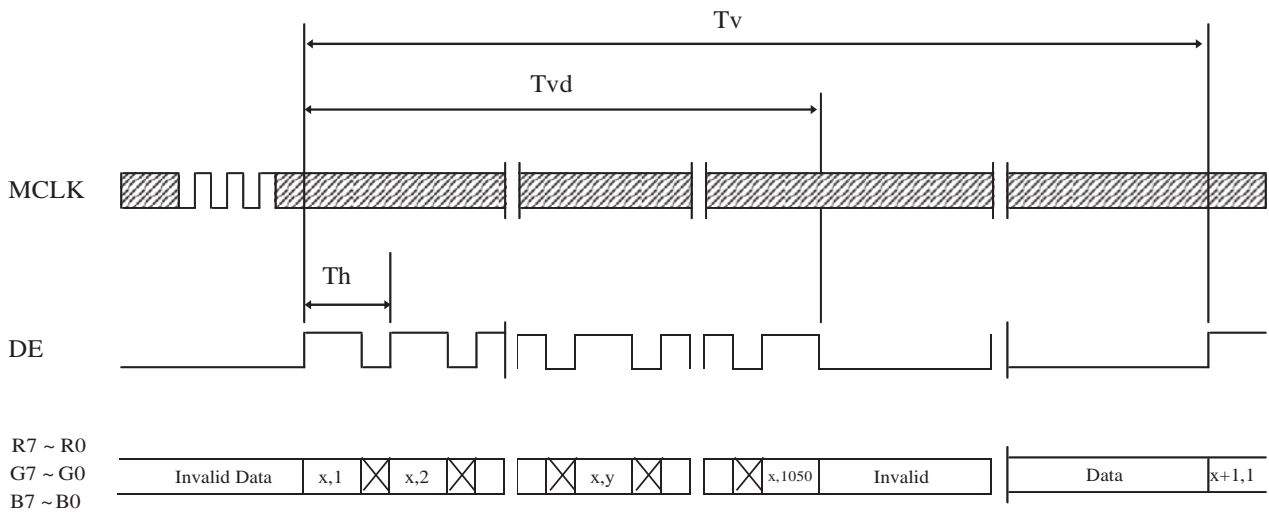 Tv
Tvd
MCLK
Th
DE
R7 ~ R0
G7 ~ G0
B7 ~ B0
Invalid Data x,1 x,2 x,y x,1050 Invalid Data x+1,1